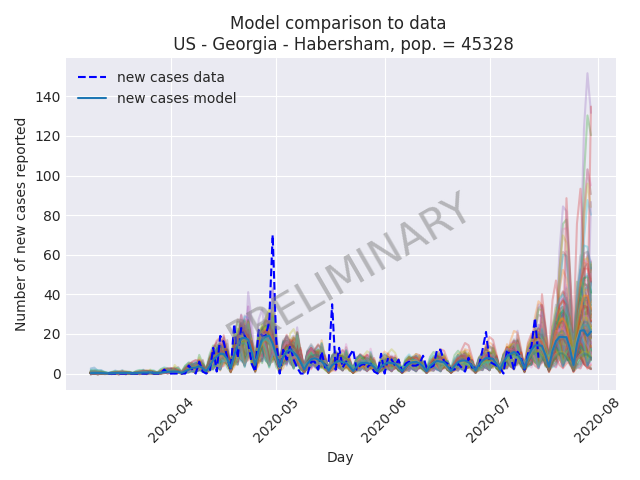 Model comparison to data
US - Georgia - Habersham, pop. = 45328
new cases data
new cases model
140
120
100
80
60
40
20
0
Number of new cases reported
PRELIMINARY
2020-04
2020-05
2020-06
2020-07
2020-08
Day